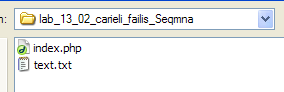 n:
lab_13_02_carieli_failis_Seqmna
index.php
text.txt